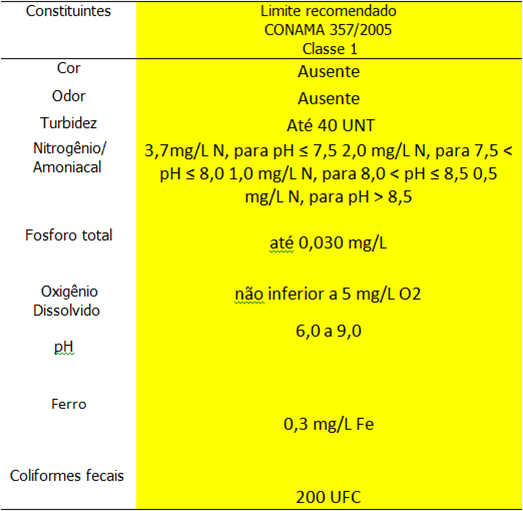 Constituintes
Limite recomendado
CONAMA 357/2005
Classe 1
Cor
Ausente
Odor
Ausente
Turbidez
Até 40 UNT
Nitrogênio/
Amoniacal
3,7mg/L N, para pH ≤ 7,5 2,0 mg/L N, para 7,5 <
pH ≤ 8,0 1,0 mg/L N, para 8,0 < pH ≤ 8,5 0,5
mg/L N, para pH > 8,5
Fosforo total
até 0,030 mg/L
Oxigênio
Dissolvido
não inferior a 5 mg/L O2
pH
6,0 a 9,0
Ferro
0,3 mg/L Fe
Coliformes fecais
200 UFC